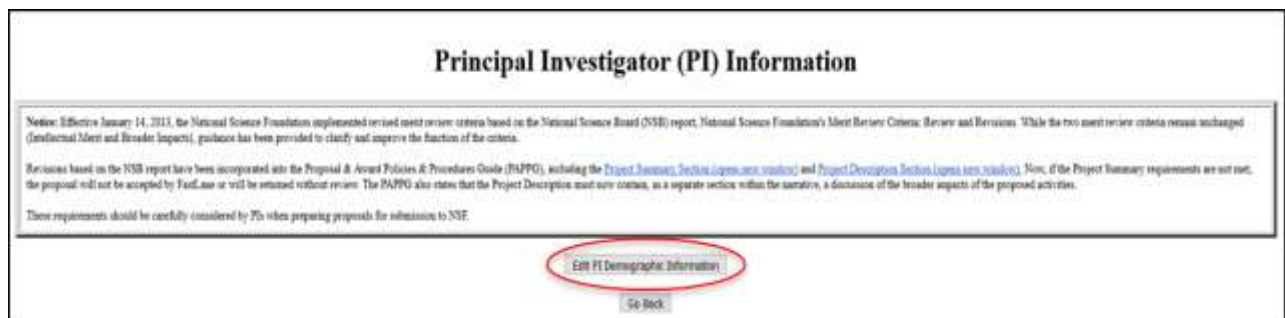 Principal Investigator (PI) Information
Notice: Effective January 14, 2013, the National Science Foundation implemented revised merit review criteria based on the National Science Board (NSB) report, National Science Foundation's Merit Review Criteria: Review and Revisions. While the two merit review criteria remain unchanged
(Intellectual Merit and Broader Impacts), guidance has been provided to clarify and improve the function of the criteria.
Revisions based on the NSB report have been incorporated into the Proposal & Award Policies & Procedures Guide (PAPPG), including the Project Summary Section (opens new window) and Project Description Section (opens new window). Now, if the Project Summary requirements are not met,
the proposal will not be accepted by FastLane or will be returned without review. The PAPPG also states that the Project Description must now contain, as a separate section within the narrative, a discussion of the broader impacts of the proposed activities.
These requirements should be carefully considered by PIs when preparing proposals for submission to NSF.
Edit PI Demographic Information
Go Back